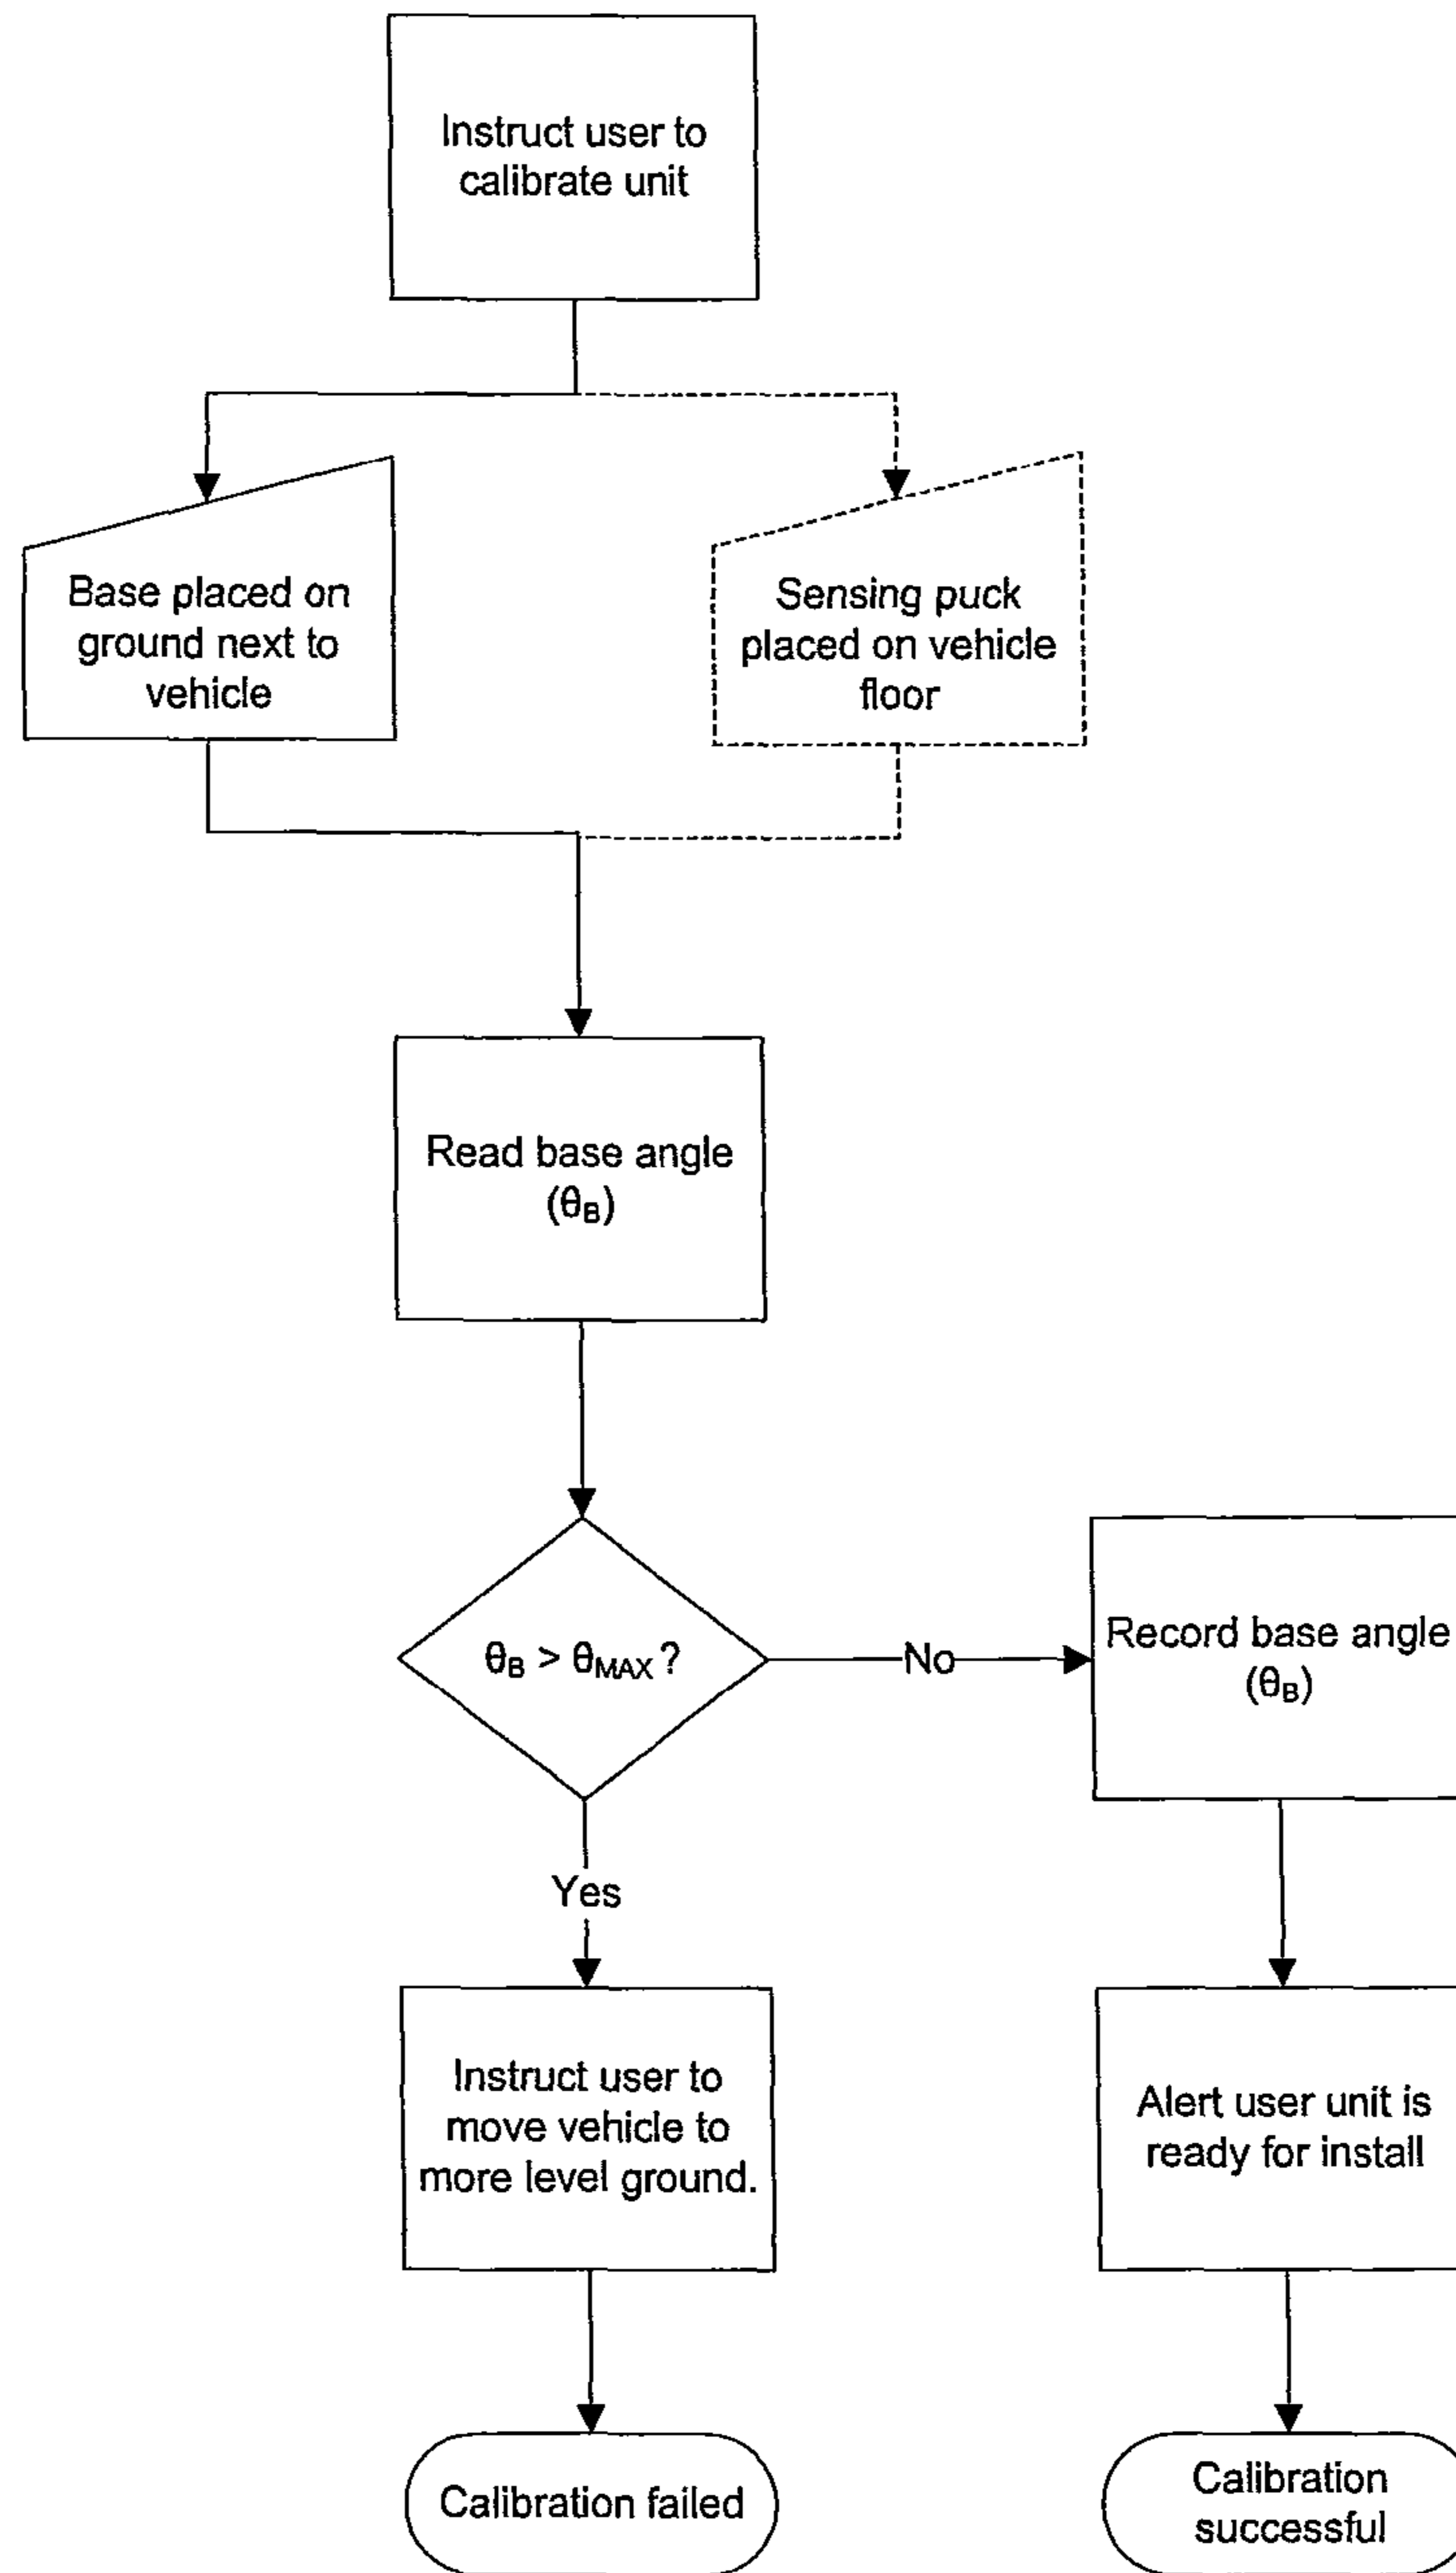 Instruct user to
calibrate unit
Base placed on
ground next to
vehicle
Sensing puck
placed on vehicle
floor
Read base angle
(θB)
θB > θMAX ?
No
Record base angle
(θB)
Yes
Instruct user to
move vehicle to
more level ground.
Alert user unit is
ready for install
Calibration failed
Calibration
successful